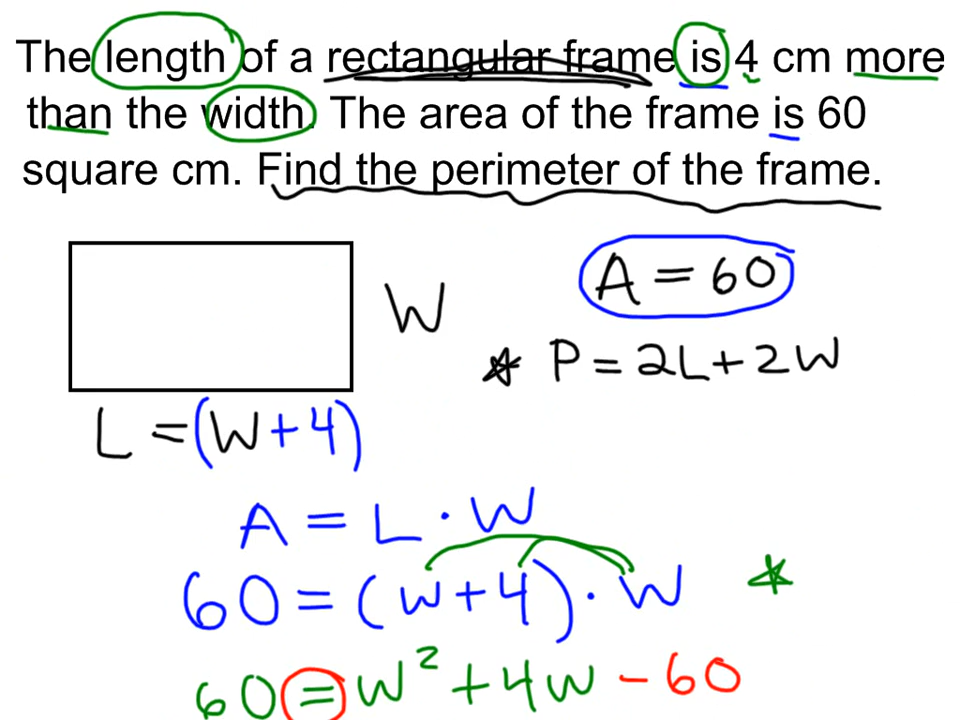 The length of a rectangular frame is 4 cm more
than the width. The area of the frame is 60
square cm. Find the perimeter of the frame.
W
A = 60
* P = 2L + 2W
L = (W + 4)
A = L · W
60 = (w + 4) · W *
60 = W² + 4W - 60